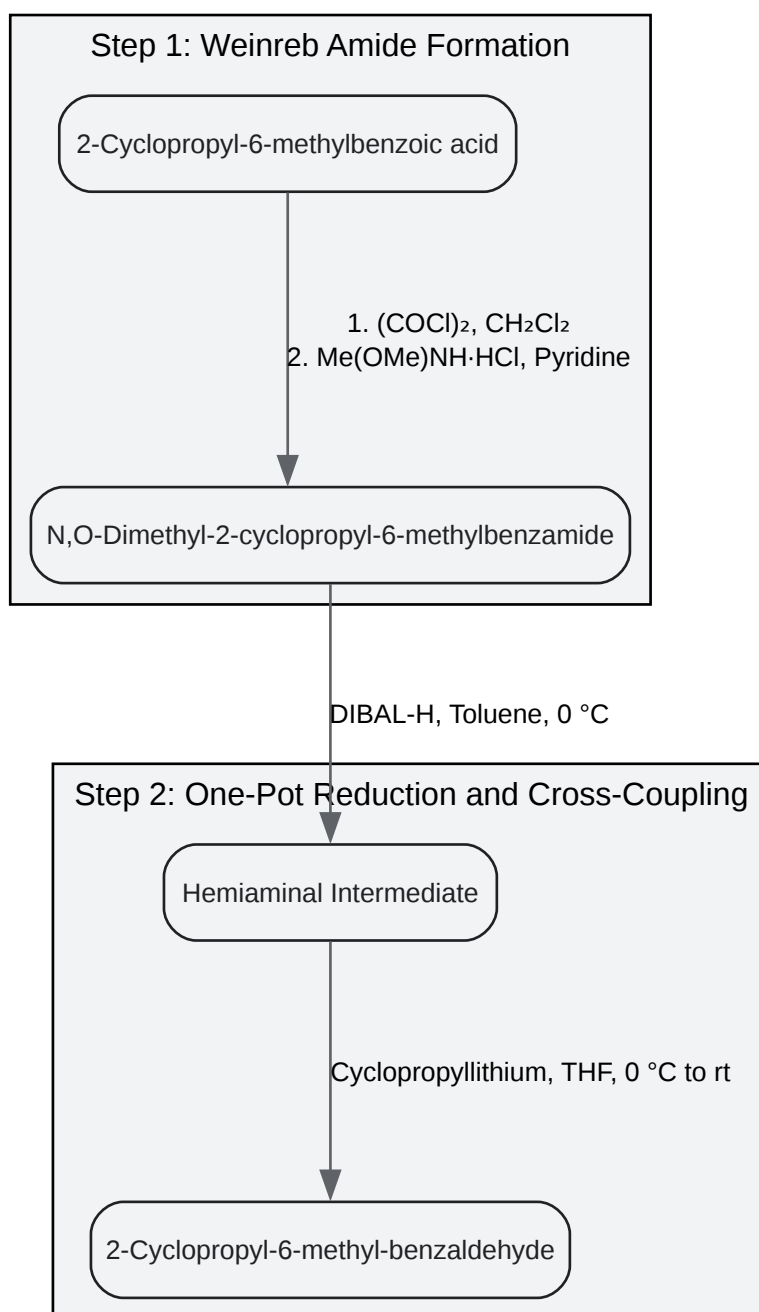 Step 1: Weinreb Amide Formation
2-Cyclopropyl-6-methylbenzoic acid
1. (COCl)₂, CH₂Cl₂
2. Me(OMe)NH·HCl, Pyridine
N,O-Dimethyl-2-cyclopropyl-6-methylbenzamide
DIBAL-H, Toluene, 0 °C
Step 2: One-Pot Reduction and Cross-Coupling
Hemiaminal Intermediate
Cyclopropyllithium, THF, 0 °C to rt
2-Cyclopropyl-6-methyl-benzaldehyde